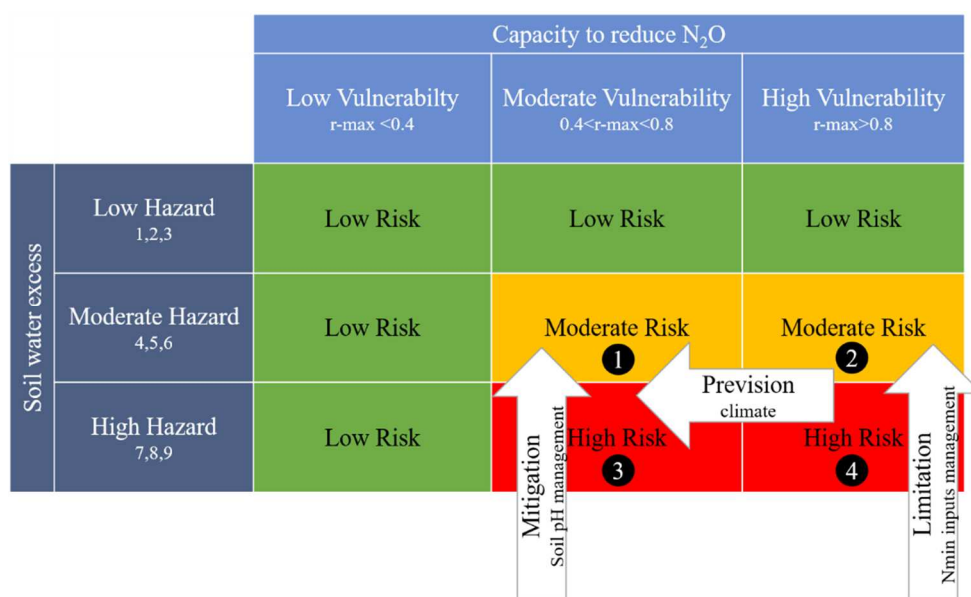 Capacity to reduce N₂O
Low Vulnerabilty
r-max <0.4
Moderate Vulnerability
0.4<r-max<0.8
High Vulnerability
r-max>0.8
Soil water excess
Low Hazard
1,2,3
Low Risk
Low Risk
Low Risk
Moderate Hazard
4,5,6
Low Risk
Moderate Risk
1
Moderate Risk
2
High Hazard
7,8,9
Low Risk
High Risk
3
High Risk
4
Prevision
climate
Mitigation
Soil pH management
Limitation
Nmin inputs management